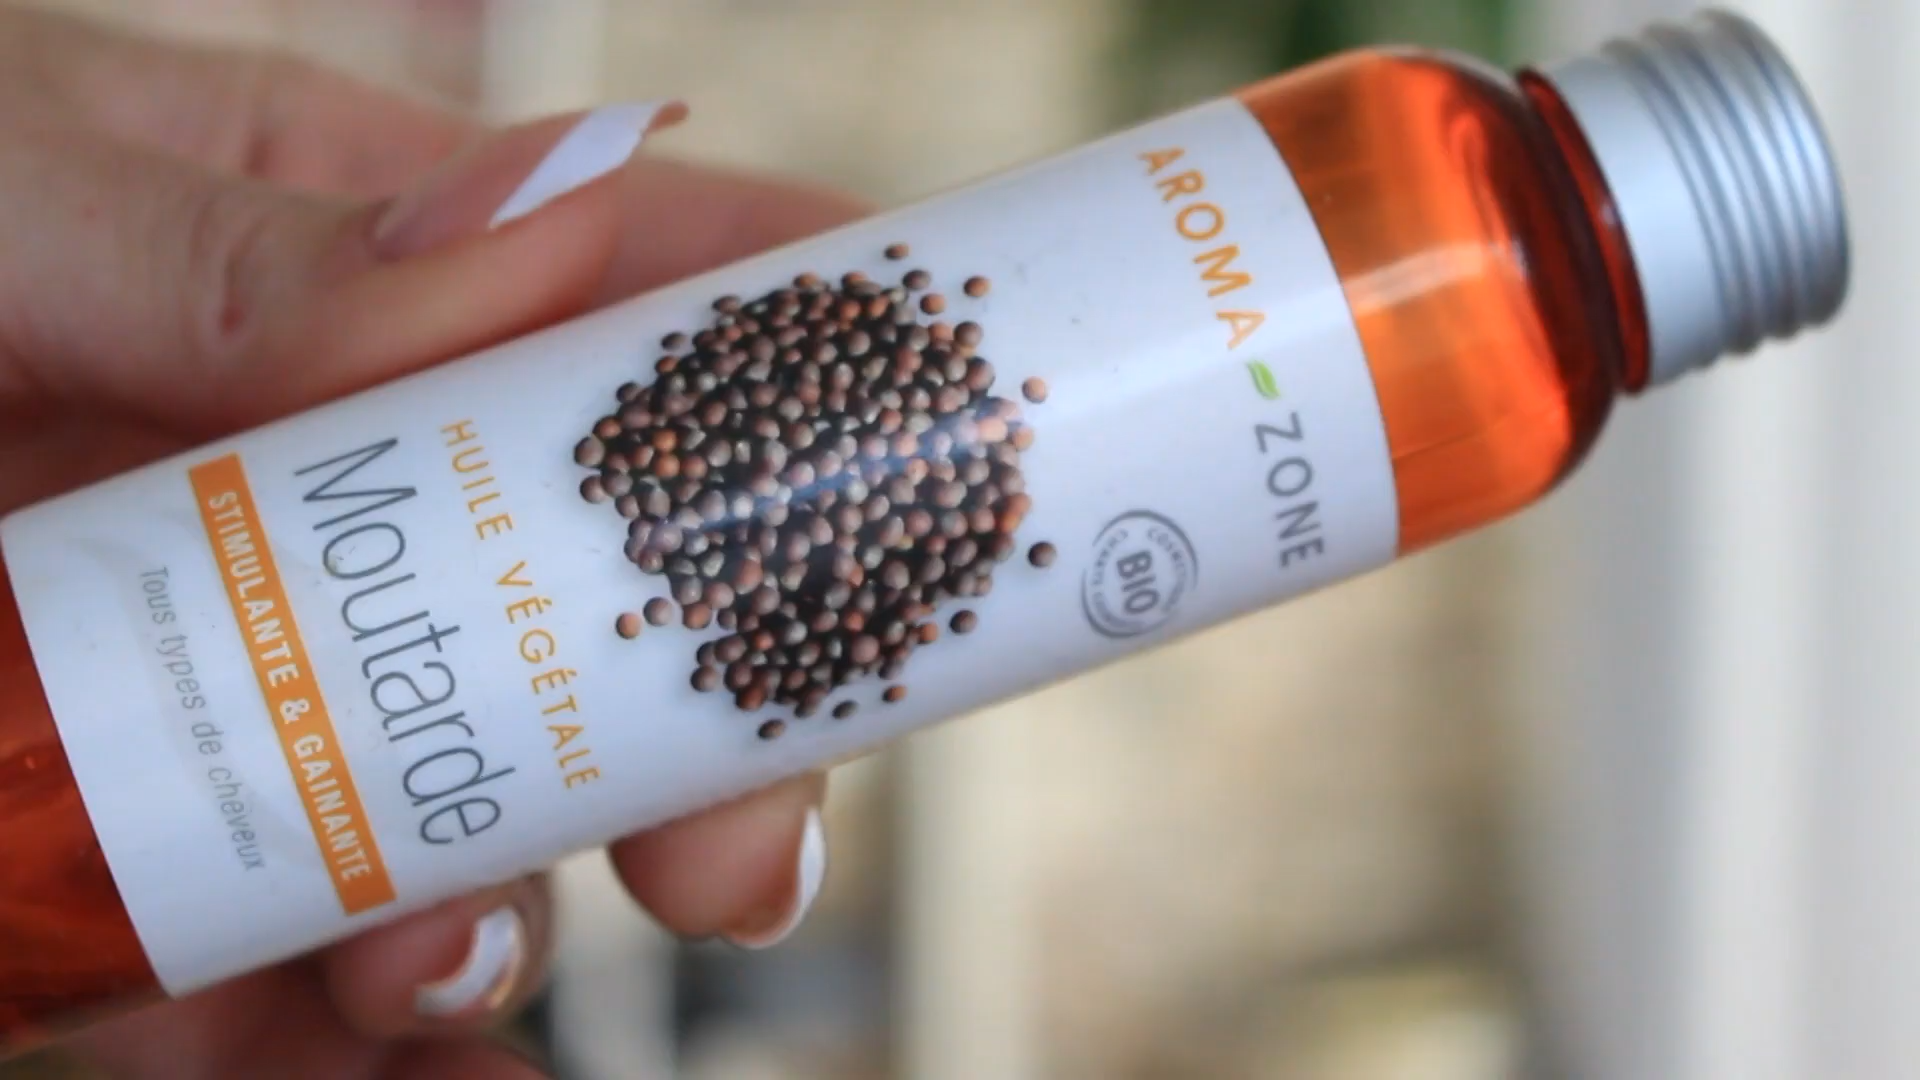 AROMA ZONE
BIO
HUILE VÉGÉTALE
Moutarde
STIMULANTE & GAINANTE
Tous types de cheveux